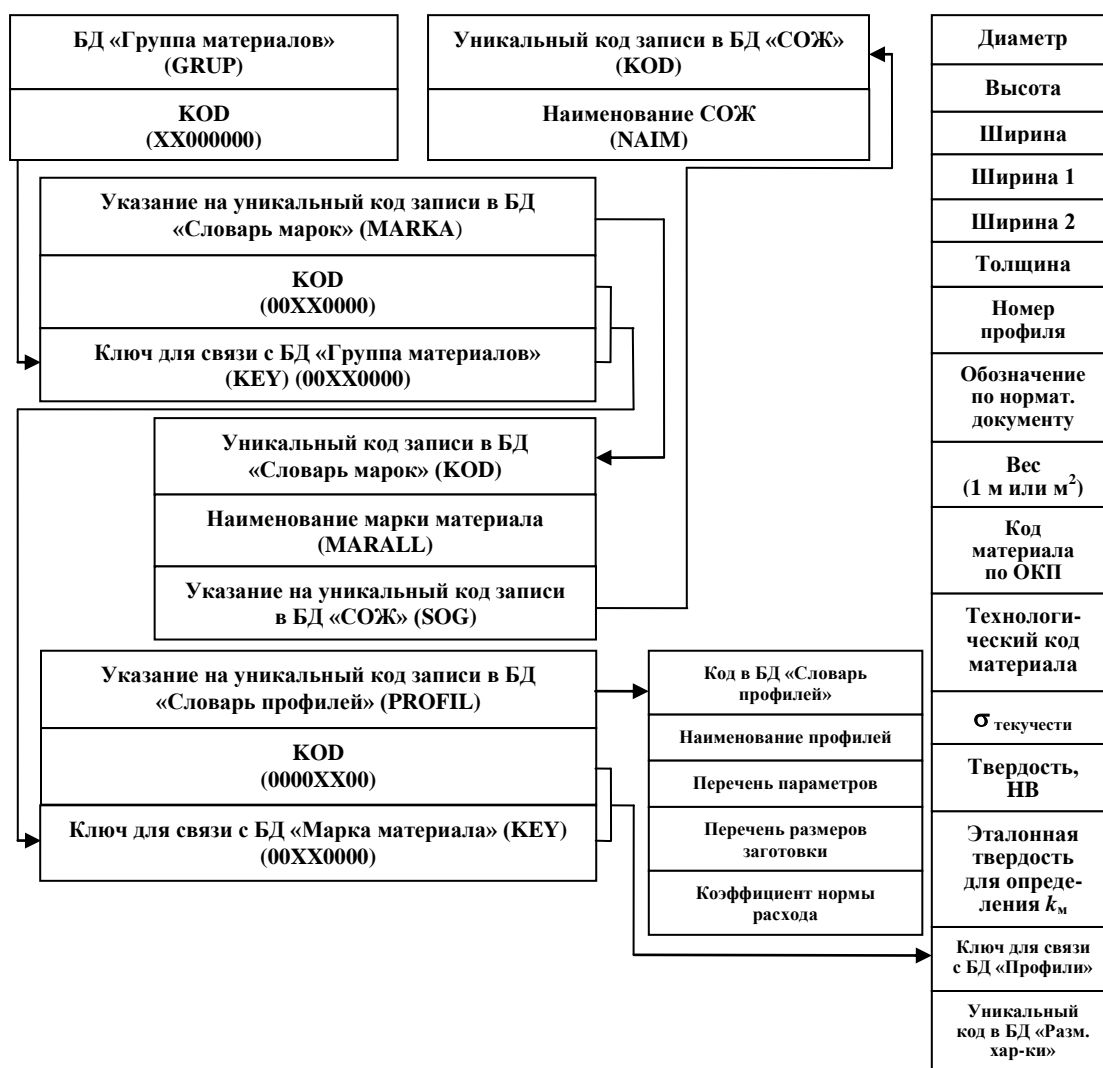 БД «Группа материалов»
(GRUP)
KOD
(XX000000)
Уникальный код записи в БД «СОЖ»
(KOD)
Наименование СОЖ
(NAIM)
Указание на уникальный код записи в БД
«Словарь марок» (MARKA)
KOD
(00XX0000)
Ключ для связи с БД «Группа материалов»
(KEY) (00XX0000)
Уникальный код записи в БД
«Словарь марок» (KOD)
Наименование марки материала
(MARALL)
Указание на уникальный код записи
в БД «СОЖ» (SOG)
Указание на уникальный код записи в БД
«Словарь профилей» (PROFIL)
KOD
(0000XX00)
Ключ для связи с БД «Марка материала» (KEY)
(00XX0000)
Код в БД «Словарь
профилей»
Наименование профилей
Перечень параметров
Перечень размеров
заготовки
Коэффициент нормы
расхода
Диаметр
Высота
Ширина
Ширина 1
Ширина 2
Толщина
Номер
профиля
Обозначение
по нормат.
документу
Вес
(1 м или м²)
Код
материала
по ОКП
Технологи-
ческий код
материала
σ текучести
Твердость,
НВ
Эталонная
твердость
для опреде-
ления kм
Ключ для связи
с БД «Профили»
Уникальный
код в БД «Разм.
хар-ки»